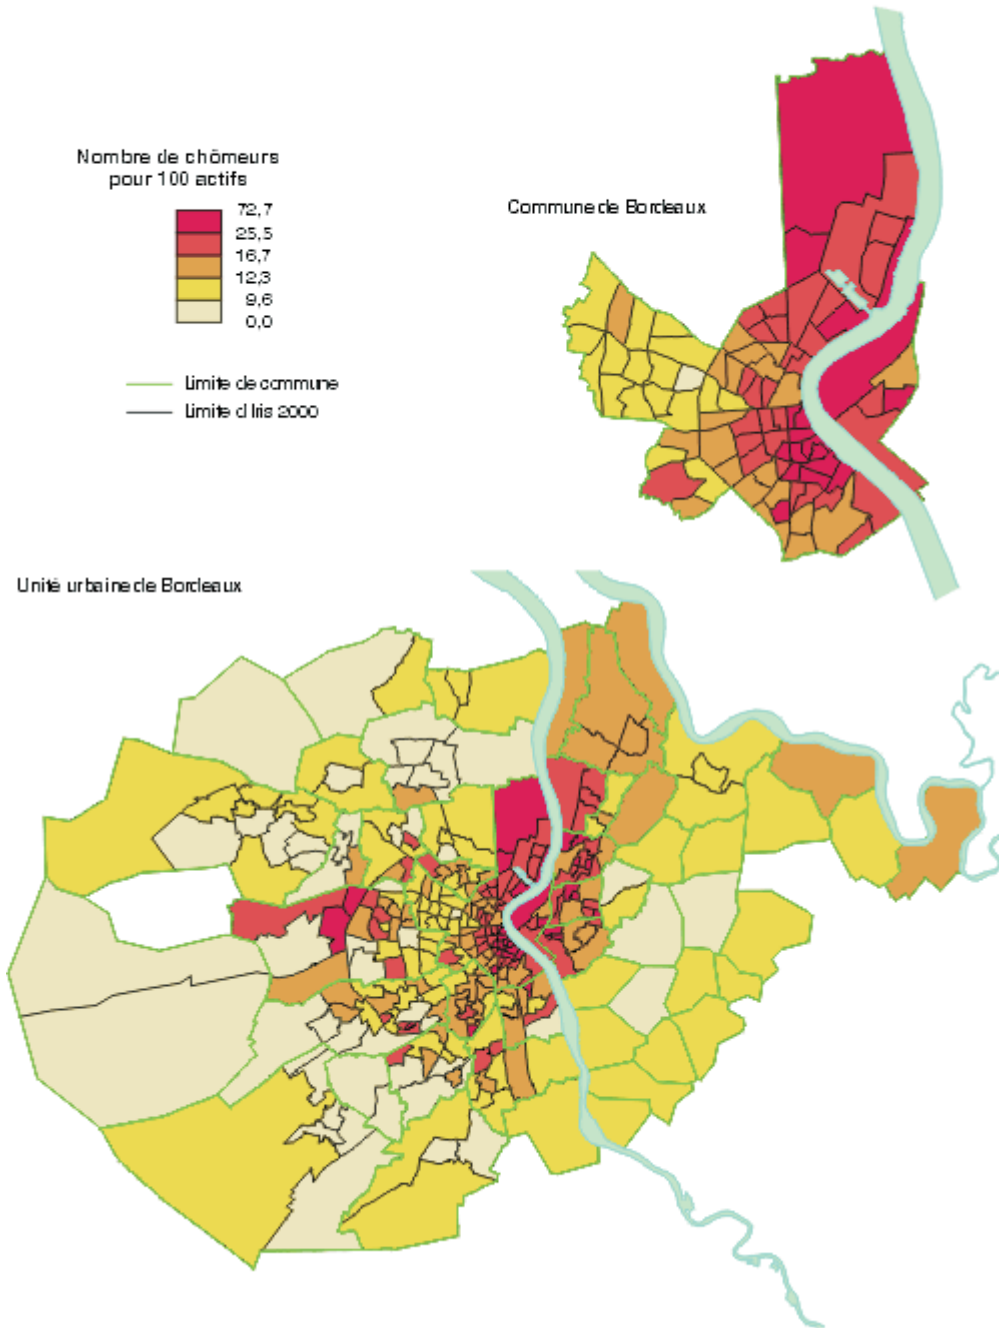 Nombre de chômeurs
pour 100 actifs
72,7
25,5
16,7
12,3
9,6
0,0
Limite de commune
Limite d'Iris 2000
Commune de Bordeaux
Unité urbaine de Bordeaux